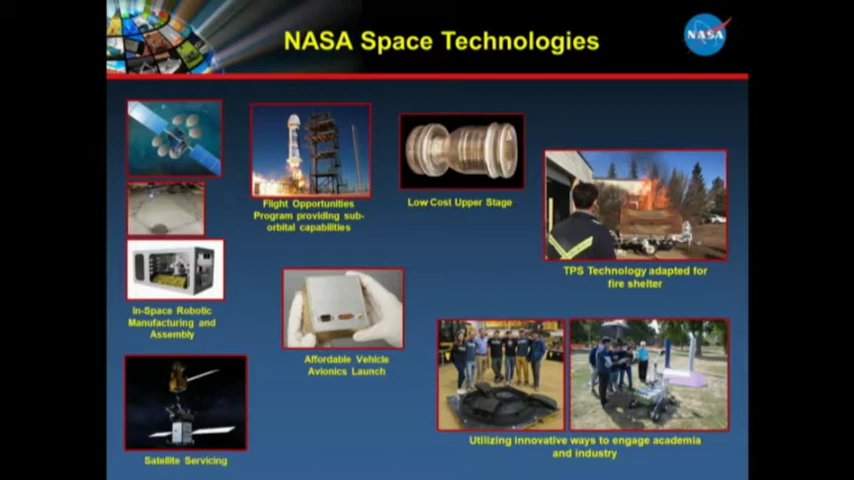 NASA Space Technologies
NASA
Flight Opportunities
Program providing sub-
orbital capabilities
Low Cost Upper Stage
TPS Technology adapted for
fire shelter
In-Space Robotic
Manufacturing and
Assembly
Affordable Vehicle
Avionics Launch
Satellite Servicing
Utilizing innovative ways to engage academia
and industry